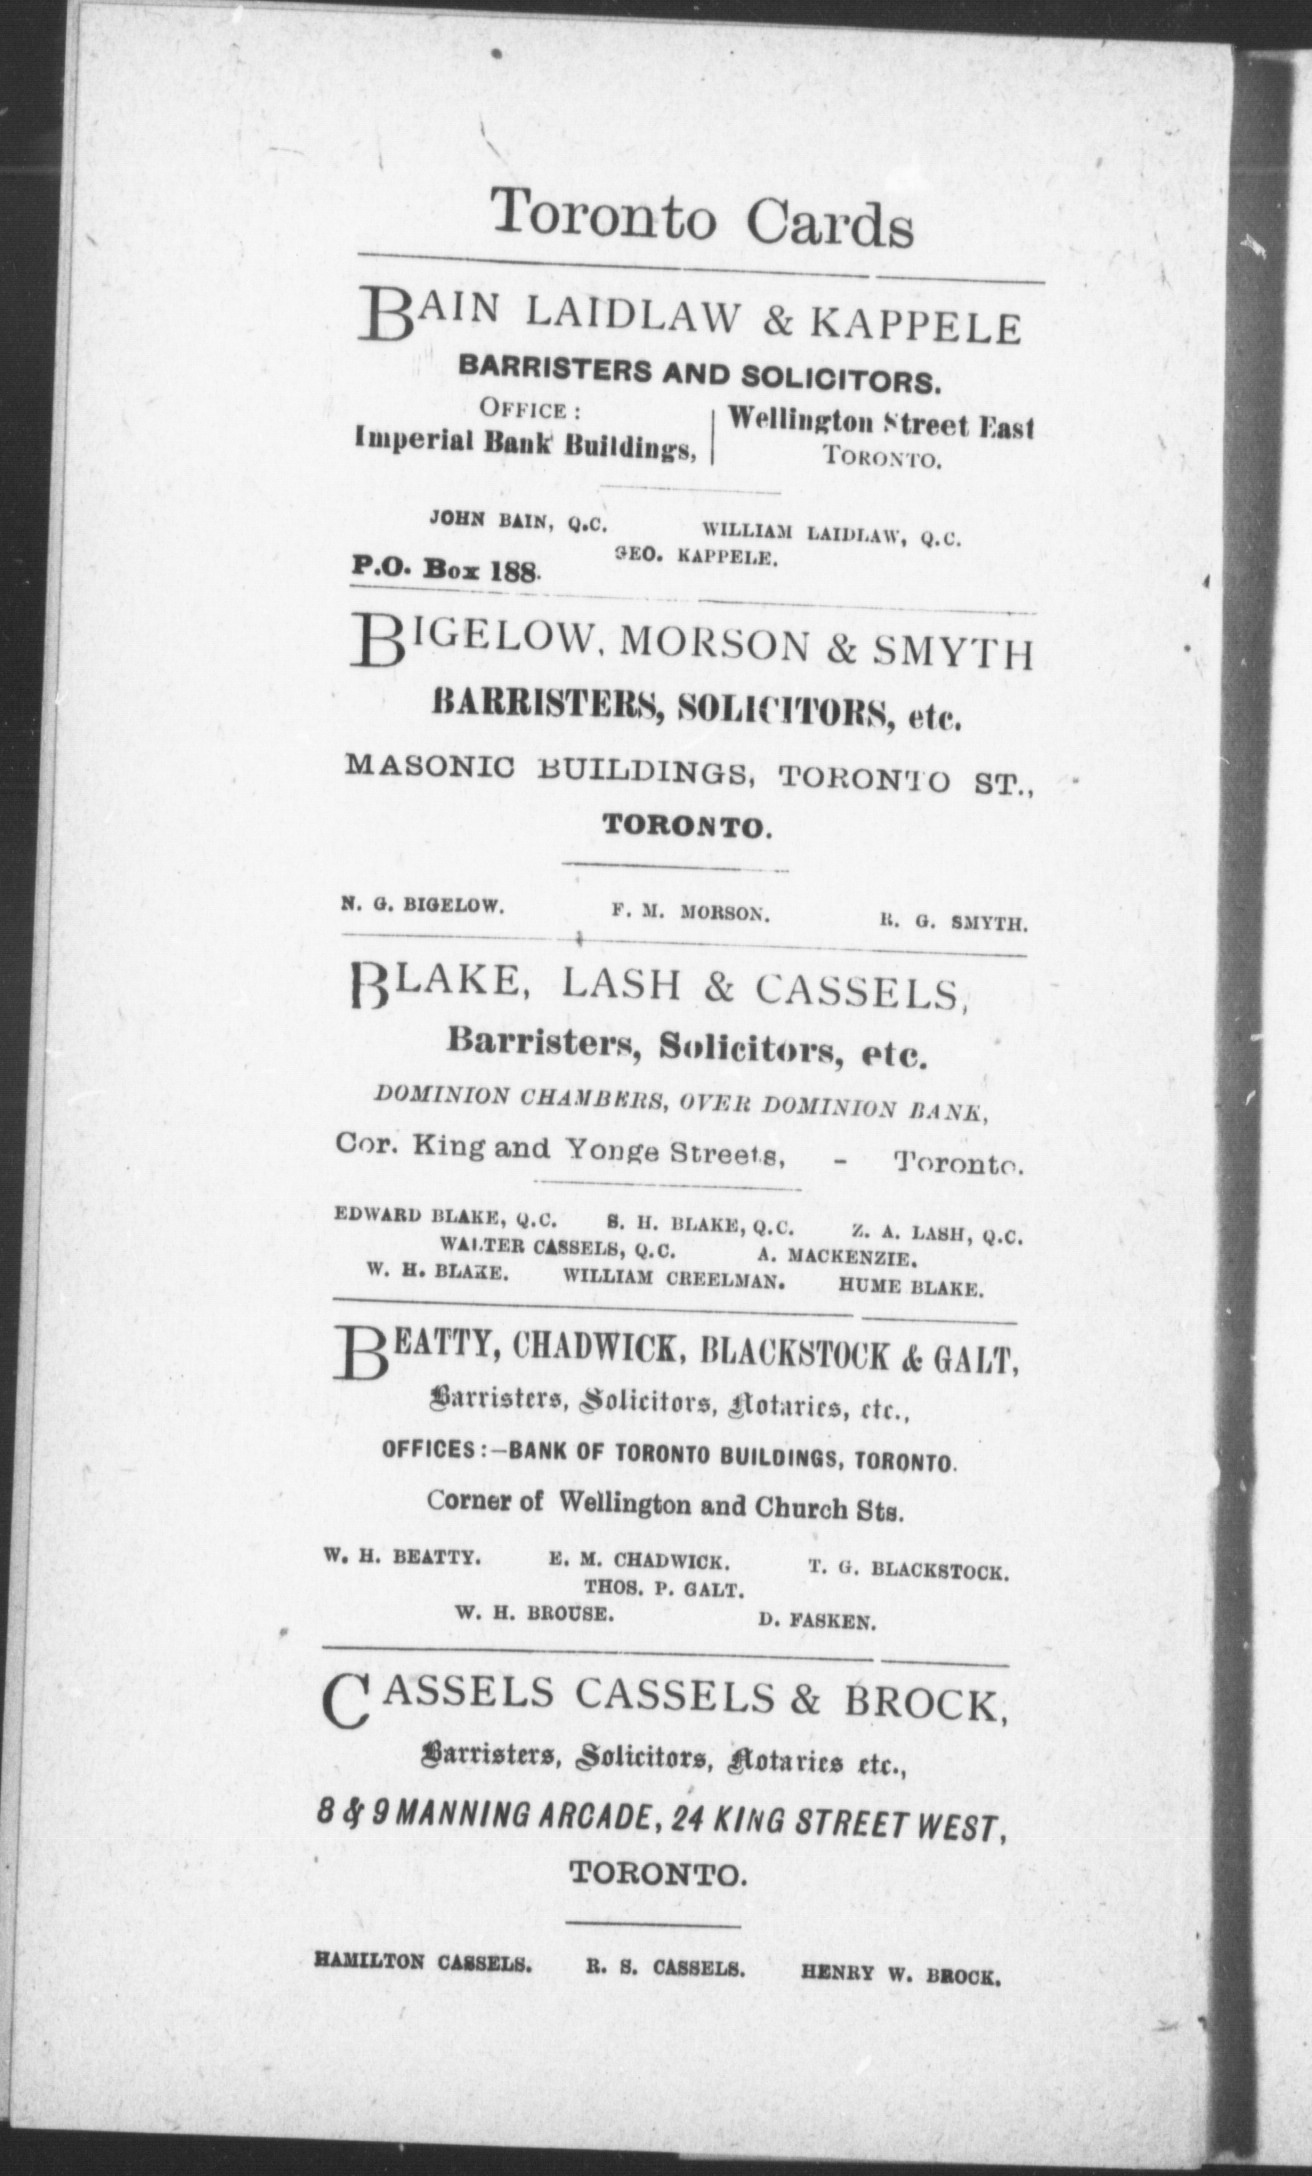 Toronto Cards
BAIN LAIDLAW & KAPPELE
BARRISTERS AND SOLICITORS.
OFFICE :
Imperial Bank Buildings,
Wellington Street East
TORONTO.
JOHN BAIN, Q.C. WILLIAM LAIDLAW, Q.C.
GEO. KAPPELE.
P.O. Box 188.
BIGELOW, MORSON & SMYTH
BARRISTERS, SOLICITORS, etc.
MASONIC BUILDINGS, TORONTO ST.,
TORONTO.
N. G. BIGELOW. F. M. MORSON. R. G. SMYTH.
BLAKE, LASH & CASSELS,
Barristers, Solicitors, etc.
DOMINION CHAMBERS, OVER DOMINION BANK,
Cor. King and Yonge Streets, - Toronto.
EDWARD BLAKE, Q.C. S. H. BLAKE, Q.C. Z. A. LASH, Q.C.
WALTER CASSELS, Q.C. A. MACKENZIE.
W. H. BLAKE. WILLIAM CREELMAN. HUME BLAKE.
BEATTY, CHADWICK, BLACKSTOCK & GALT,
Barristers, Solicitors, Notaries, etc.,
OFFICES :—BANK OF TORONTO BUILDINGS, TORONTO.
Corner of Wellington and Church Sts.
W. H. BEATTY. E. M. CHADWICK. T. G. BLACKSTOCK.
THOS. P. GALT.
W. H. BROUSE. D. FASKEN.
CASSELS CASSELS & BROCK,
Barristers, Solicitors, Notaries etc.,
8 & 9 MANNING ARCADE, 24 KING STREET WEST,
TORONTO.
HAMILTON CASSELS. R. S. CASSELS. HENRY W. BROCK.